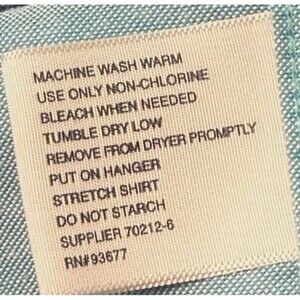 MACHINE WASH WARM
USE ONLY NON-CHLORINE
BLEACH WHEN NEEDED
TUMBLE DRY LOW
REMOVE FROM DRYER PROMPTLY
PUT ON HANGER
STRETCH SHIRT
DO NOT STARCH
SUPPLIER 70212-6
RN#93677